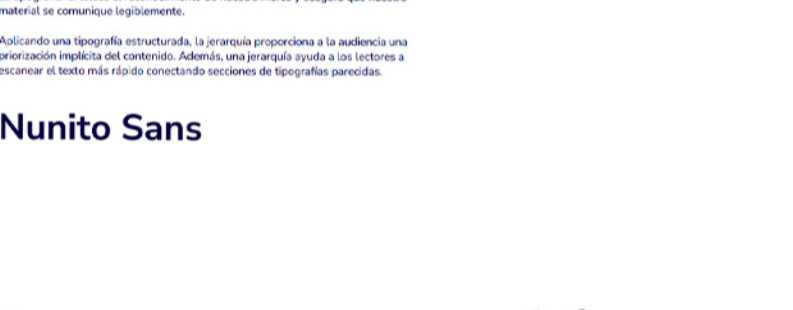 material se comunique legiblemente.
Aplicando una tipografía estructurada, la jerarquía proporciona a la audiencia una
priorización implícita del contenido. Además, una jerarquía ayuda a los lectores a
escanear el texto más rápido conectando secciones de tipografías parecidas.
Nunito Sans